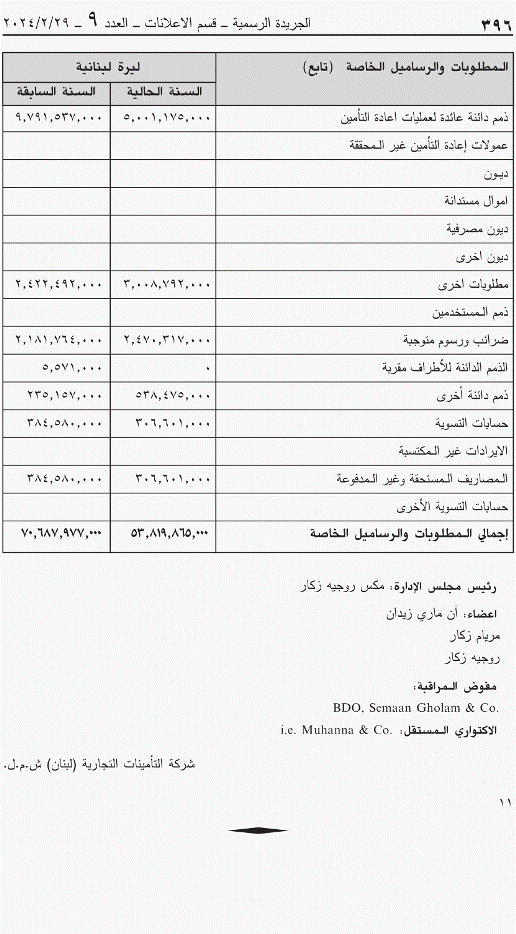 ٣٩٦ الجريدة الرسمية – قسم الاعلانات – العدد ٩ – ٢٠٢٤/٢/٢٩
المطلوبات والرساميل الخاصة (تابع) ليرة لبنانية
السنة الحالية السنة السابقة
ذمم دائنة عائدة لعمليات اعادة التأمين ٥,٠٠١,١٧٥,٠٠٠ ٩,٧٩١,٥٣٧,٠٠٠
عمولات إعادة التأمين غير المحققة
ديون
اموال مستدانة
ديون مصرفية
ديون اخرى
مطلوبات اخرى ٣,٠٠٨,٧٩٢,٠٠٠ ٢,٤٢٢,٤٩٢,٠٠٠
ذمم المستخدمين
ضرائب ورسوم متوجبة ٢,٤٧٠,٣١٧,٠٠٠ ٢,١٨١,٧٦٤,٠٠٠
الذمم الدائنة للأطراف مقربة ٠ ٥,٥٧١,٠٠٠
ذمم دائنة أخرى ٥٣٨,٤٧٥,٠٠٠ ٢٣٥,١٥٧,٠٠٠
حسابات التسوية ٣٠٦,٦٠١,٠٠٠ ٣٨٤,٥٨٠,٠٠٠
الايرادات غير المكتسبة
المصاريف المستحقة وغير المدفوعة ٣٠٦,٦٠١,٠٠٠ ٣٨٤,٥٨٠,٠٠٠
حسابات التسوية الأخرى
إجمالي المطلوبات والرساميل الخاصة ٥٣,٨١٩,٨٦٥,٠٠٠ ٧٠,٦٨٧,٩٧٧,٠٠٠
رئيس مجلس الإدارة: مكس روجيه زكار
اعضاء: آن ماري زيدان
مريام زكار
روجيه زكار
مفوض المراقبة:
BDO, Semaan Gholam & Co.
الاكتواري المستقل: i.e. Muhanna & Co.
شركة التأمينات التجارية (لبنان) ش.م.ل.
١١